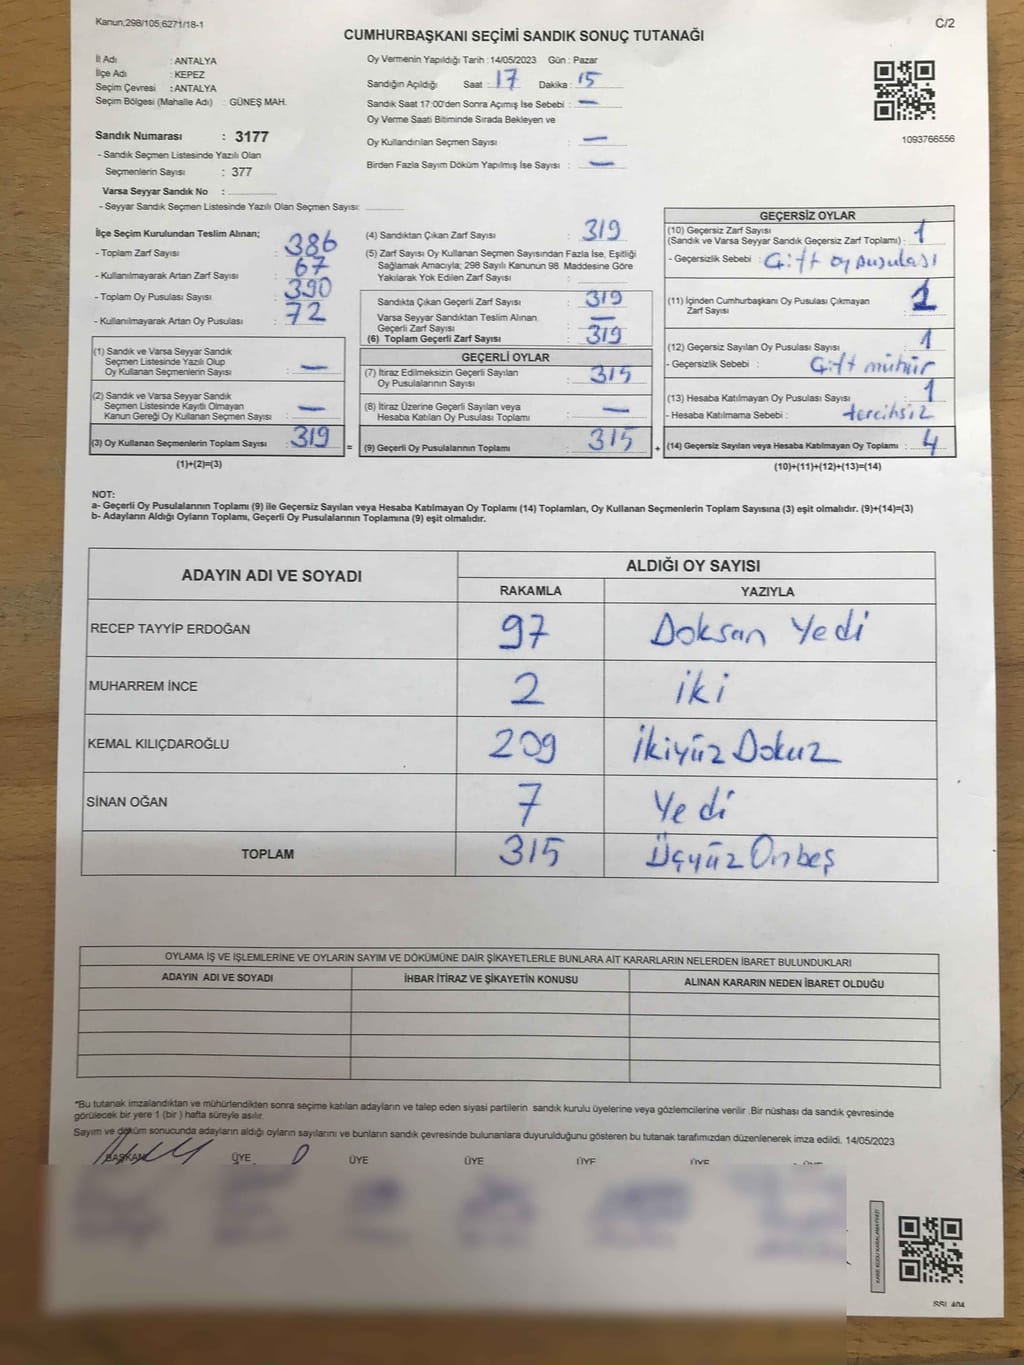 Kanun;298/105;6271/18-1
C/2
CUMHURBAŞKANI SEÇİMİ SANDIK SONUÇ TUTANAĞI
İl Adı : ANTALYA
İlçe Adı : KEPEZ
Seçim Çevresi : ANTALYA
Seçim Bölgesi (Mahalle Adı) : GÜNEŞ MAH.
Sandık Numarası : 3177
- Sandık Seçmen Listesinde Yazılı Olan
Seçmenlerin Sayısı : 377
Varsa Seyyar Sandık No :
- Seyyar Sandık Seçmen Listesinde Yazılı Olan Seçmen Sayısı:
Oy Vermenin Yapıldığı Tarih : 14/05/2023 Gün : Pazar
Sandığın Açıldığı Saat : 17 Dakika : 15
Sandık Saat 17:00'den Sonra Açımış İse Sebebi : —
Oy Verme Saati Bitiminde Sırada Bekleyen ve
Oy Kullandırılan Seçmen Sayısı : —
Birden Fazla Sayım Döküm Yapılmış İse Sayısı : —
1093766556
İlçe Seçim Kurulundan Teslim Alınan;
- Toplam Zarf Sayısı : 386
- Kullanılmayarak Artan Zarf Sayısı : 67
- Toplam Oy Pusulası Sayısı : 390
- Kullanılmayarak Artan Oy Pusulası : 72
(1) Sandık ve Varsa Seyyar Sandık
Seçmen Listesinde Yazılı Olup
Oy Kullanan Seçmenlerin Sayısı : —
(2) Sandık ve Varsa Seyyar Sandık
Seçmen Listesinde Kayıtlı Olmayan
Kanun Gereği Oy Kullanan Seçmen Sayısı : —
(3) Oy Kullanan Seçmenlerin Toplam Sayısı : 319
(1)+(2)=(3)
(4) Sandıktan Çıkan Zarf Sayısı : 319
(5) Zarf Sayısı Oy Kullanan Seçmen Sayısından Fazla İse, Eşitliği
Sağlamak Amacıyla; 298 Sayılı Kanunun 98. Maddesine Göre
Yakılarak Yok Edilen Zarf Sayısı :
Sandıkta Çıkan Geçerli Zarf Sayısı : 319
Varsa Seyyar Sandıktan Teslim Alınan
Geçerli Zarf Sayısı : —
(6) Toplam Geçerli Zarf Sayısı : 319
GEÇERLİ OYLAR
(7) İtiraz Edilmeksizin Geçerli Sayılan
Oy Pusulalarının Sayısı : 315
(8) İtiraz Üzerine Geçerli Sayılan veya
Hesaba Katılan Oy Pusulası Toplamı : —
= (9) Geçerli Oy Pusulalarının Toplamı : 315 +
GEÇERSİZ OYLAR
(10) Geçersiz Zarf Sayısı
(Sandık ve Varsa Seyyar Sandık Geçersiz Zarf Toplamı) : 1
- Geçersizlik Sebebi : Çift oy pusulası
(11) İçinden Cumhurbaşkanı Oy Pusulası Çıkmayan
Zarf Sayısı : 1
(12) Geçersiz Sayılan Oy Pusulası Sayısı : 1
- Geçersizlik Sebebi : Çift mühür
(13) Hesaba Katılmayan Oy Pusulası Sayısı : 1
- Hesaba Katılmama Sebebi : tercihsiz
(14) Geçersiz Sayılan veya Hesaba Katılmayan Oy Toplamı : 4
(10)+(11)+(12)+(13)=(14)
NOT:
a- Geçerli Oy Pusulalarının Toplamı (9) ile Geçersiz Sayılan veya Hesaba Katılmayan Oy Toplamı (14) Toplamları, Oy Kullanan Seçmenlerin Toplam Sayısına (3) eşit olmalıdır. (9)+(14)=(3)
b- Adayların Aldığı Oyların Toplamı, Geçerli Oy Pusulalarının Toplamına (9) eşit olmalıdır.
ADAYIN ADI VE SOYADI
ALDIĞI OY SAYISI
RAKAMLA YAZIYLA
RECEP TAYYİP ERDOĞAN 97 Doksan Yedi
MUHARREM İNCE 2 iki
KEMAL KILIÇDAROĞLU 209 İkiyüz Dokuz
SİNAN OĞAN 7 Yedi
TOPLAM 315 Üçyüz Onbeş
OYLAMA İŞ VE İŞLEMLERİNE VE OYLARIN SAYIM VE DÖKÜMÜNE DAİR ŞİKAYETLERLE BUNLARA AİT KARARLARIN NELERDEN İBARET BULUNDUKLARI
ADAYIN ADI VE SOYADI İHBAR İTİRAZ VE ŞİKAYETİN KONUSU ALINAN KARARIN NEDEN İBARET OLDUĞU
*Bu tutanak imzalandıktan ve mühürlendikten sonra seçime katılan adayların ve talep eden siyasi partilerin sandık kurulu üyelerine veya gözlemcilerine verilir .Bir nüshası da sandık çevresinde
görülecek bir yere 1 (bir ) hafta süreyle asılır.
Sayım ve döküm sonucunda adayların aldığı oyların sayılarını ve bunların sandık çevresinde bulunanlara duyurulduğunu gösteren bu tutanak tarafımızdan düzenlenerek imza edildi. 14/05/2023
BAŞKAN ÜYE ÜYE ÜYE ÜYE ÜYE ÜYE